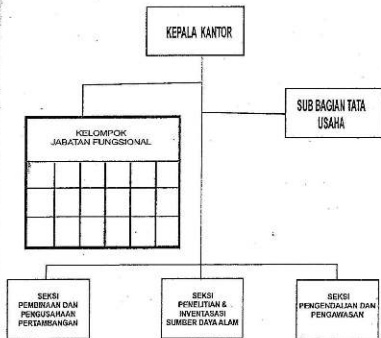 KEPALA KANTOR
SUB BAGIAN TATA
USAHA
KELOMPOK
JABATAN FUNGSIONAL
SEKSI
PEMBINAAN DAN
PENGUSAHAAN
PERTAMBANGAN
SEKSI
PENELITIAN &
INVENTASASI
SUMBER DAYA ALAM
SEKSI
PENGENDALIAN DAN
PENGAWASAN